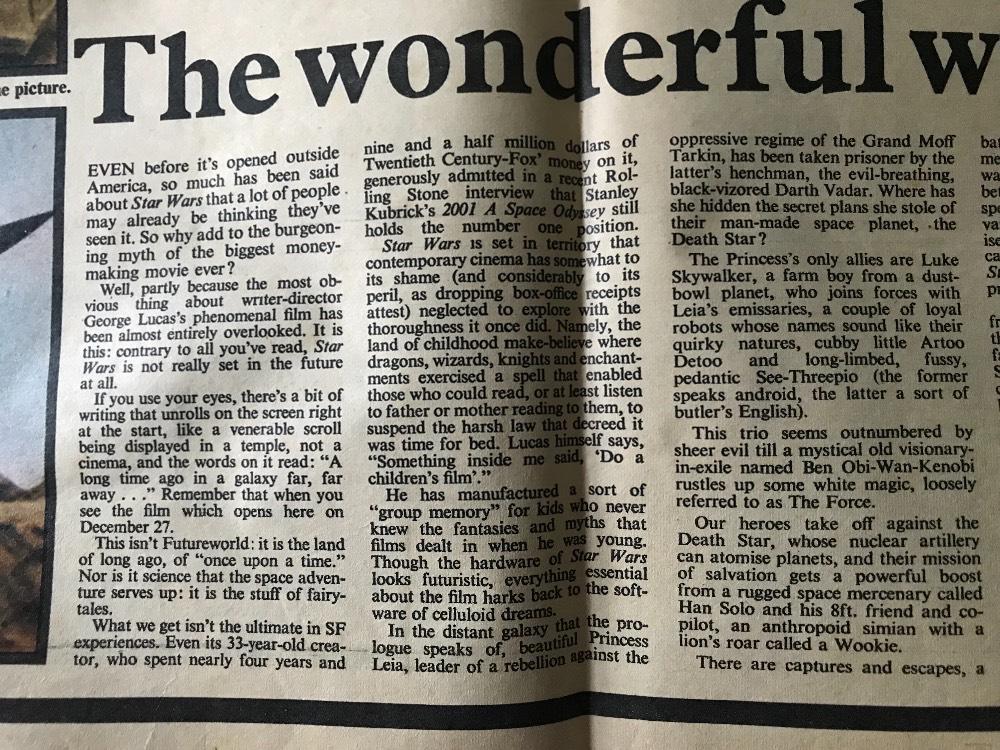 e picture.
The wonderful w
EVEN before it's opened outside
America, so much has been said
about Star Wars that a lot of people
may already be thinking they've
seen it. So why add to the burgeon-
ing myth of the biggest money-
making movie ever?
Well, partly because the most ob-
vious thing about writer-director
George Lucas's phenomenal film has
been almost entirely overlooked. It is
this: contrary to all you've read, Star
Wars is not really set in the future
at all.
If you use your eyes, there's a bit of
writing that unrolls on the screen right
at the start, like a venerable scroll
being displayed in a temple, not a
cinema, and the words on it read: "A
long time ago in a galaxy far, far
away . . ." Remember that when you
see the film which opens here on
December 27.
This isn't Futureworld: it is the land
of long ago, of "once upon a time."
Nor is it science that the space adven-
ture serves up: it is the stuff of fairy-
tales.
What we get isn't the ultimate in SF
experiences. Even its 33-year-old crea-
tor, who spent nearly four years and
nine and a half million dollars of
Twentieth Century-Fox' money on it,
generously admitted in a recent Rol-
ling Stone interview that Stanley
Kubrick's 2001 A Space Odyssey still
holds the number one position.
Star Wars is set in territory that
contemporary cinema has somewhat to
its shame (and considerably to its
peril, as dropping box-office receipts
attest) neglected to explore with the
thoroughness it once did. Namely, the
land of childhood make-believe where
dragons, wizards, knights and enchant-
ments exercised a spell that enabled
those who could read, or at least listen
to father or mother reading to them, to
suspend the harsh law that decreed it
was time for bed. Lucas himself says,
"Something inside me said, 'Do a
children's film'."
He has manufactured a sort of
"group memory" for kids who never
knew the fantasies and myths that
films dealt in when he was young.
Though the hardware of Star Wars
looks futuristic, everything essential
about the film harks back to the soft-
ware of celluloid dreams.
In the distant galaxy that the pro-
logue speaks of, beautiful Princess
Leia, leader of a rebellion against the
oppressive regime of the Grand Moff
Tarkin, has been taken prisoner by the
latter's henchman, the evil-breathing,
black-vizored Darth Vadar. Where has
she hidden the secret plans she stole of
their man-made space planet, the
Death Star?
The Princess's only allies are Luke
Skywalker, a farm boy from a dust-
bowl planet, who joins forces with
Leia's emissaries, a couple of loyal
robots whose names sound like their
quirky natures, cubby little Artoo
Detoo and long-limbed, fussy,
pedantic See-Threepio (the former
speaks android, the latter a sort of
butler's English).
This trio seems outnumbered by
sheer evil till a mystical old visionary-
in-exile named Ben Obi-Wan-Kenobi
rustles up some white magic, loosely
referred to as The Force.
Our heroes take off against the
Death Star, whose nuclear artillery
can atomise planets, and their mission
of salvation gets a powerful boost
from a rugged space mercenary called
Han Solo and his 8ft. friend and co-
pilot, an anthropoid simian with a
lion's roar called a Wookie.
There are captures and escapes, a